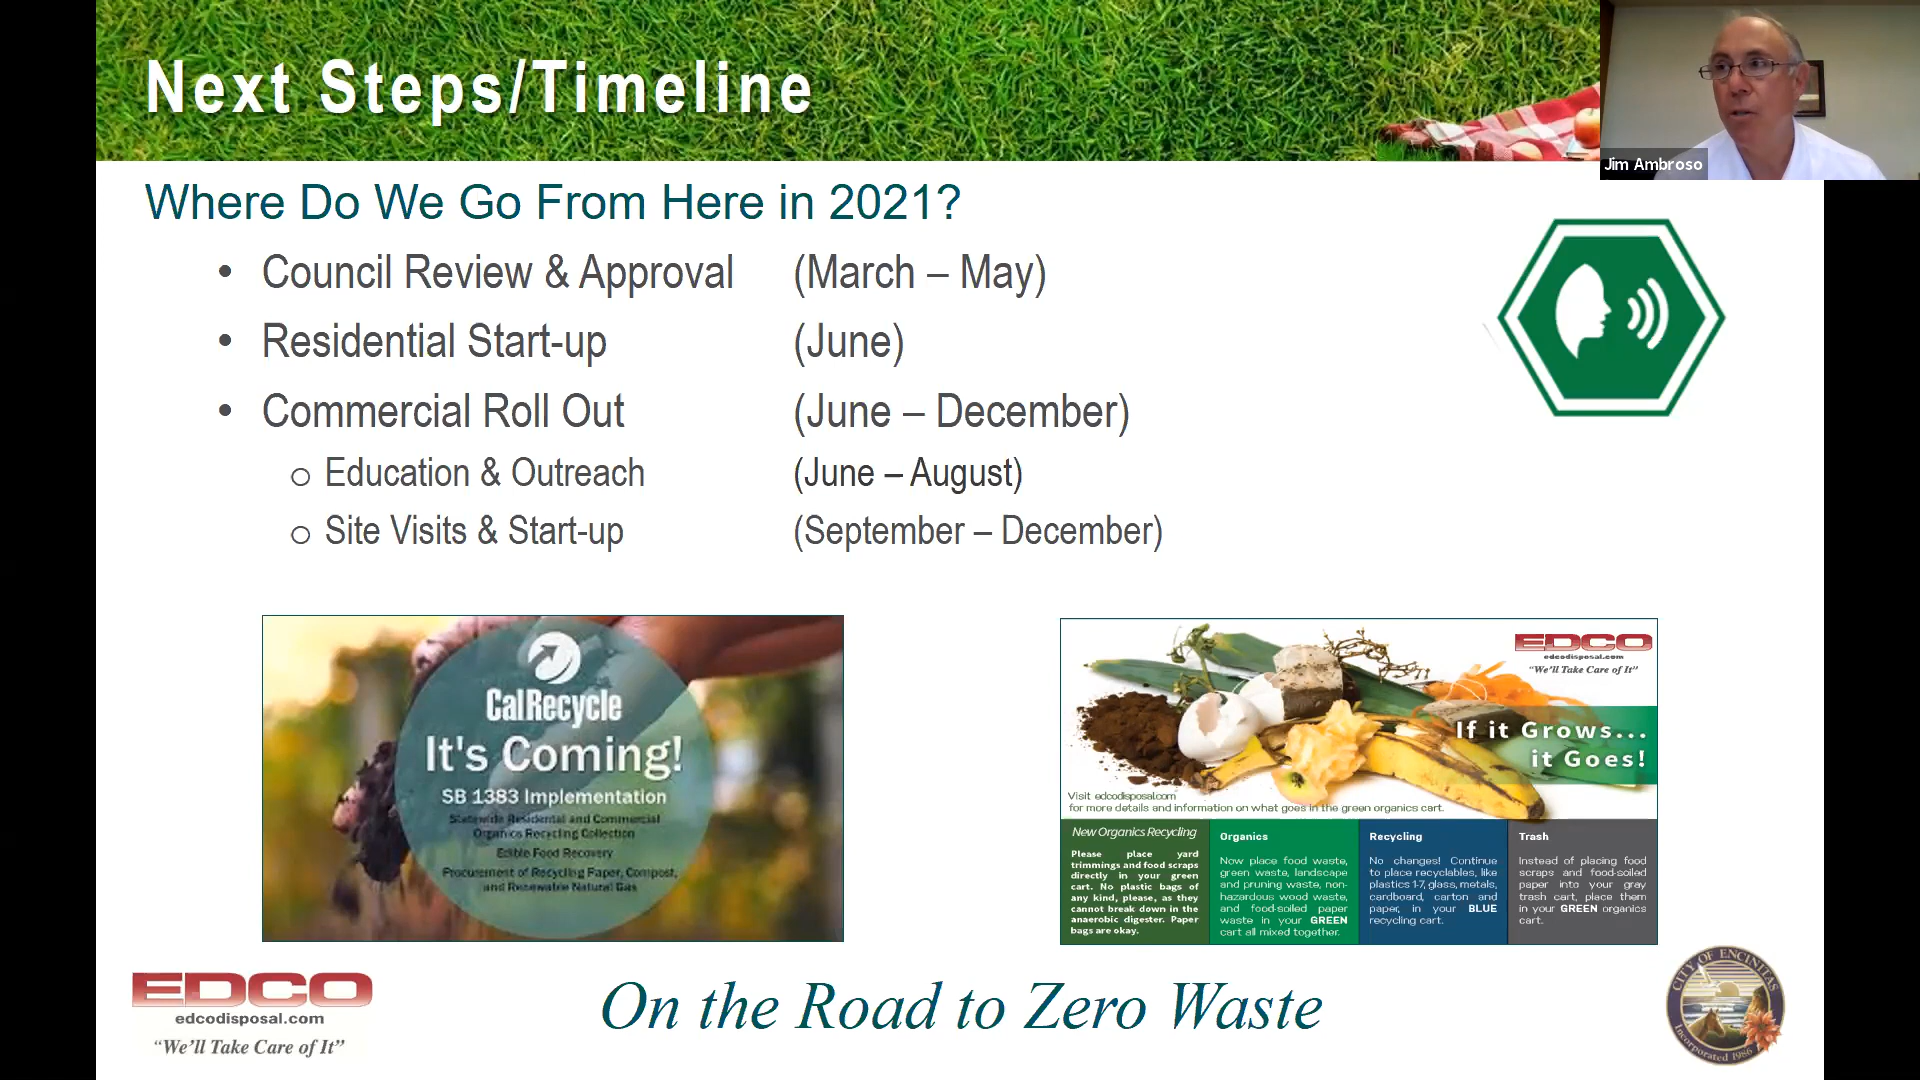 Next Steps/Timeline
Jim Ambroso
Where Do We Go From Here in 2021?
• Council Review & Approval (March – May)
• Residential Start-up (June)
• Commercial Roll Out (June – December)
o Education & Outreach (June – August)
o Site Visits & Start-up (September – December)
CalRecycle
It's Coming!
SB 1383 Implementation
Statewide Residential and Commercial
Organics Recycling Collection
Edible Food Recovery
Procurement of Recycling Paper, Compost,
and Renewable Natural Gas
EDCO
edcodisposal.com
"We'll Take Care of It"
If it Grows...
it Goes!
Visit edcodisposal.com
for more details and information on what goes in the green organics cart.
New Organics Recycling
Please place yard
trimmings and food scraps
directly in your green
cart. No plastic bags of
any kind, please, as they
cannot break down in the
anaerobic digester. Paper
bags are okay.
Organics
Now place food waste,
green waste, landscape
and pruning waste, non-
hazardous wood waste,
and food-soiled paper
waste in your GREEN
cart all mixed together.
Recycling
No changes! Continue
to place recyclables, like
plastics 1-7, glass, metals,
cardboard, carton and
paper, in your BLUE
recycling cart.
Trash
Instead of placing food
scraps and food-soiled
paper into your gray
trash cart, place them
in your GREEN organics
cart.
EDCO
edcodisposal.com
"We'll Take Care of It"
On the Road to Zero Waste
CITY OF ENCINITAS
Incorporated 1986